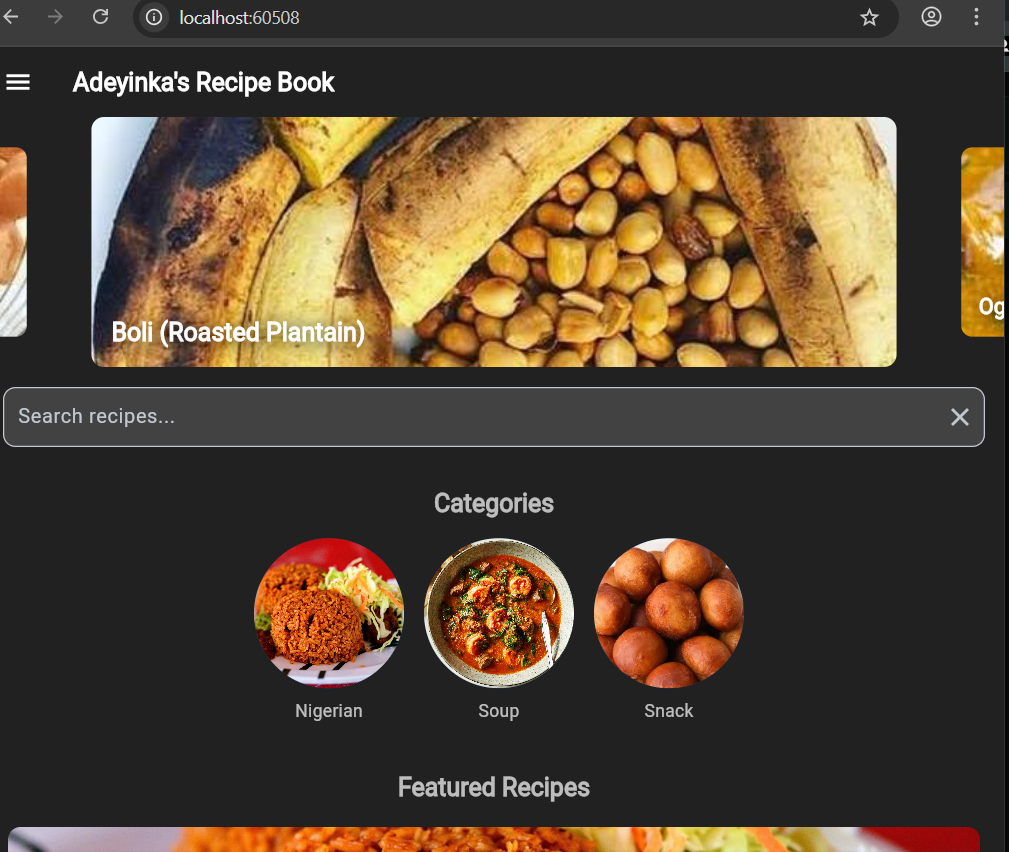 localhost:60508
Adeyinka's Recipe Book
Boli (Roasted Plantain)
Og
Search recipes...
Categories
Nigerian
Soup
Snack
Featured Recipes